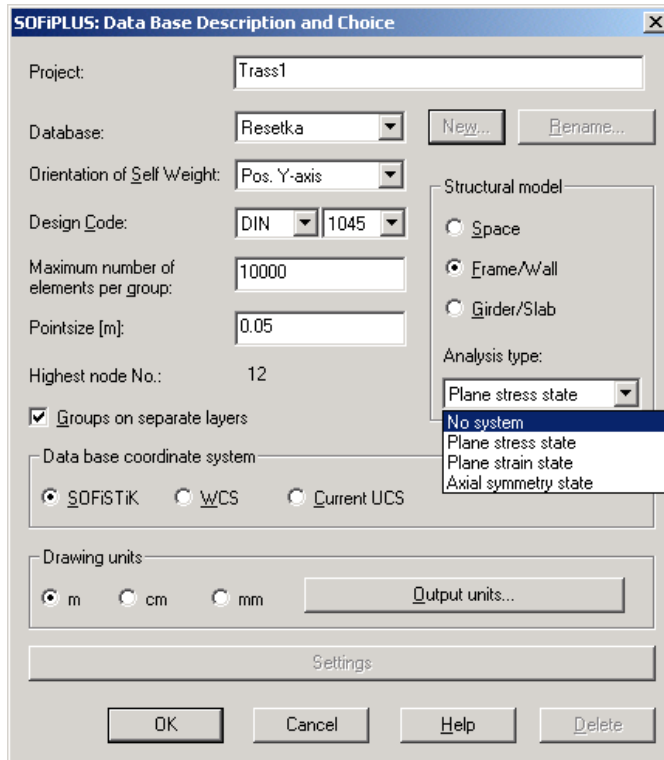 SOFiPLUS: Data Base Description and Choice
Project:
Trass1
Database:
Resetka
New...
Rename...
Orientation of Self Weight:
Pos. Y-axis
Structural model
Design Code:
DIN
1045
Space
Maximum number of
elements per group:
10000
Frame/Wall
Pointsize [m]:
0.05
Girder/Slab
Highest node No.:
12
Analysis type:
Plane stress state
Groups on separate layers
No system
Plane stress state
Plane strain state
Axial symmetry state
Data base coordinate system
SOFiSTiK
WCS
Current UCS
Drawing units
m
cm
mm
Output units...
Settings
OK
Cancel
Help
Delete